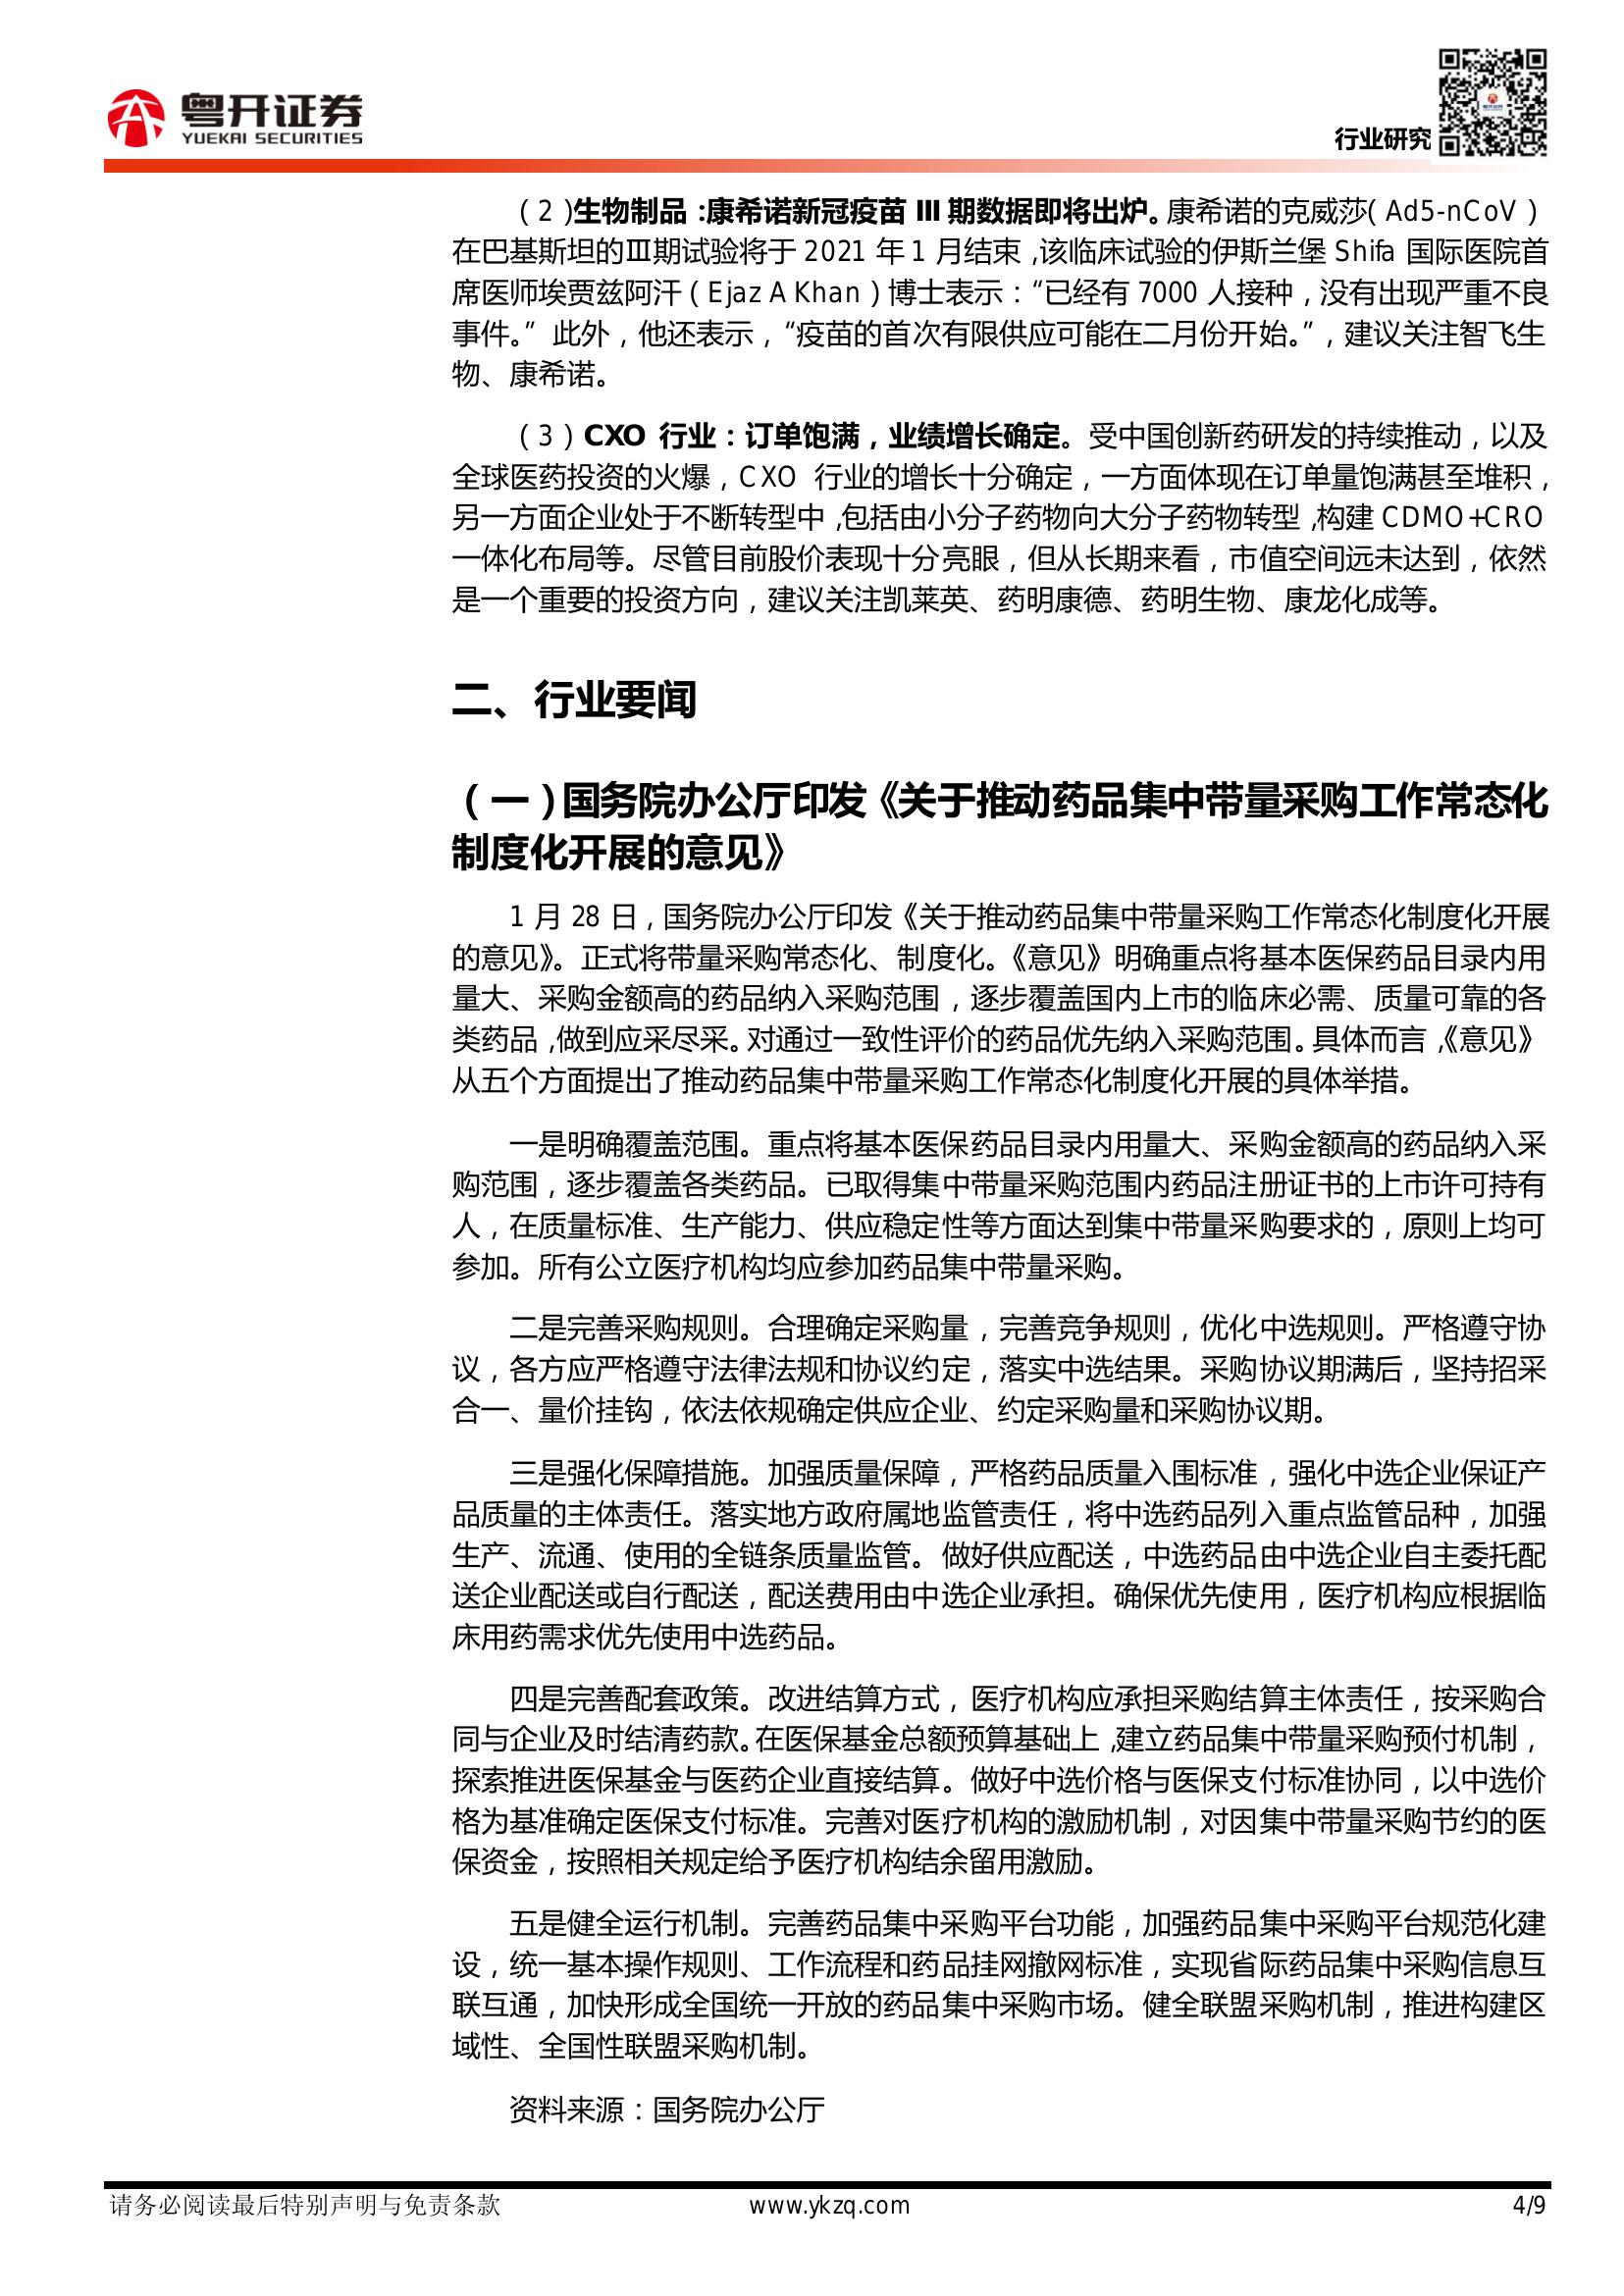 粤开证券
YUEKAI SECURITIES
行业研究
（2）生物制品：康希诺新冠疫苗 III 期数据即将出炉。康希诺的克威莎（Ad5-nCoV）
在巴基斯坦的Ⅲ期试验将于 2021 年 1 月结束，该临床试验的伊斯兰堡 Shifa 国际医院首
席医师埃贾兹阿汗（Ejaz A Khan）博士表示：“已经有 7000 人接种，没有出现严重不良
事件。”此外，他还表示，“疫苗的首次有限供应可能在二月份开始。”，建议关注智飞生
物、康希诺。
（3）CXO 行业：订单饱满，业绩增长确定。受中国创新药研发的持续推动，以及
全球医药投资的火爆，CXO 行业的增长十分确定，一方面体现在订单量饱满甚至堆积，
另一方面企业处于不断转型中，包括由小分子药物向大分子药物转型，构建 CDMO+CRO
一体化布局等。尽管目前股价表现十分亮眼，但从长期来看，市值空间远未达到，依然
是一个重要的投资方向，建议关注凯莱英、药明康德、药明生物、康龙化成等。
二、行业要闻
（一）国务院办公厅印发《关于推动药品集中带量采购工作常态化
制度化开展的意见》
1 月 28 日，国务院办公厅印发《关于推动药品集中带量采购工作常态化制度化开展
的意见》。正式将带量采购常态化、制度化。《意见》明确重点将基本医保药品目录内用
量大、采购金额高的药品纳入采购范围，逐步覆盖国内上市的临床必需、质量可靠的各
类药品，做到应采尽采。对通过一致性评价的药品优先纳入采购范围。具体而言，《意见》
从五个方面提出了推动药品集中带量采购工作常态化制度化开展的具体举措。
一是明确覆盖范围。重点将基本医保药品目录内用量大、采购金额高的药品纳入采
购范围，逐步覆盖各类药品。已取得集中带量采购范围内药品注册证书的上市许可持有
人，在质量标准、生产能力、供应稳定性等方面达到集中带量采购要求的，原则上均可
参加。所有公立医疗机构均应参加药品集中带量采购。
二是完善采购规则。合理确定采购量，完善竞争规则，优化中选规则。严格遵守协
议，各方应严格遵守法律法规和协议约定，落实中选结果。采购协议期满后，坚持招采
合一、量价挂钩，依法依规确定供应企业、约定采购量和采购协议期。
三是强化保障措施。加强质量保障，严格药品质量入围标准，强化中选企业保证产
品质量的主体责任。落实地方政府属地监管责任，将中选药品列入重点监管品种，加强
生产、流通、使用的全链条质量监管。做好供应配送，中选药品由中选企业自主委托配
送企业配送或自行配送，配送费用由中选企业承担。确保优先使用，医疗机构应根据临
床用药需求优先使用中选药品。
四是完善配套政策。改进结算方式，医疗机构应承担采购结算主体责任，按采购合
同与企业及时结清药款。在医保基金总额预算基础上，建立药品集中带量采购预付机制，
探索推进医保基金与医药企业直接结算。做好中选价格与医保支付标准协同，以中选价
格为基准确定医保支付标准。完善对医疗机构的激励机制，对因集中带量采购节约的医
保资金，按照相关规定给予医疗机构结余留用激励。
五是健全运行机制。完善药品集中采购平台功能，加强药品集中采购平台规范化建
设，统一基本操作规则、工作流程和药品挂网撤网标准，实现省际药品集中采购信息互
联互通，加快形成全国统一开放的药品集中采购市场。健全联盟采购机制，推进构建区
域性、全国性联盟采购机制。
资料来源：国务院办公厅
请务必阅读最后特别声明与免责条款
www.ykzq.com
4/9